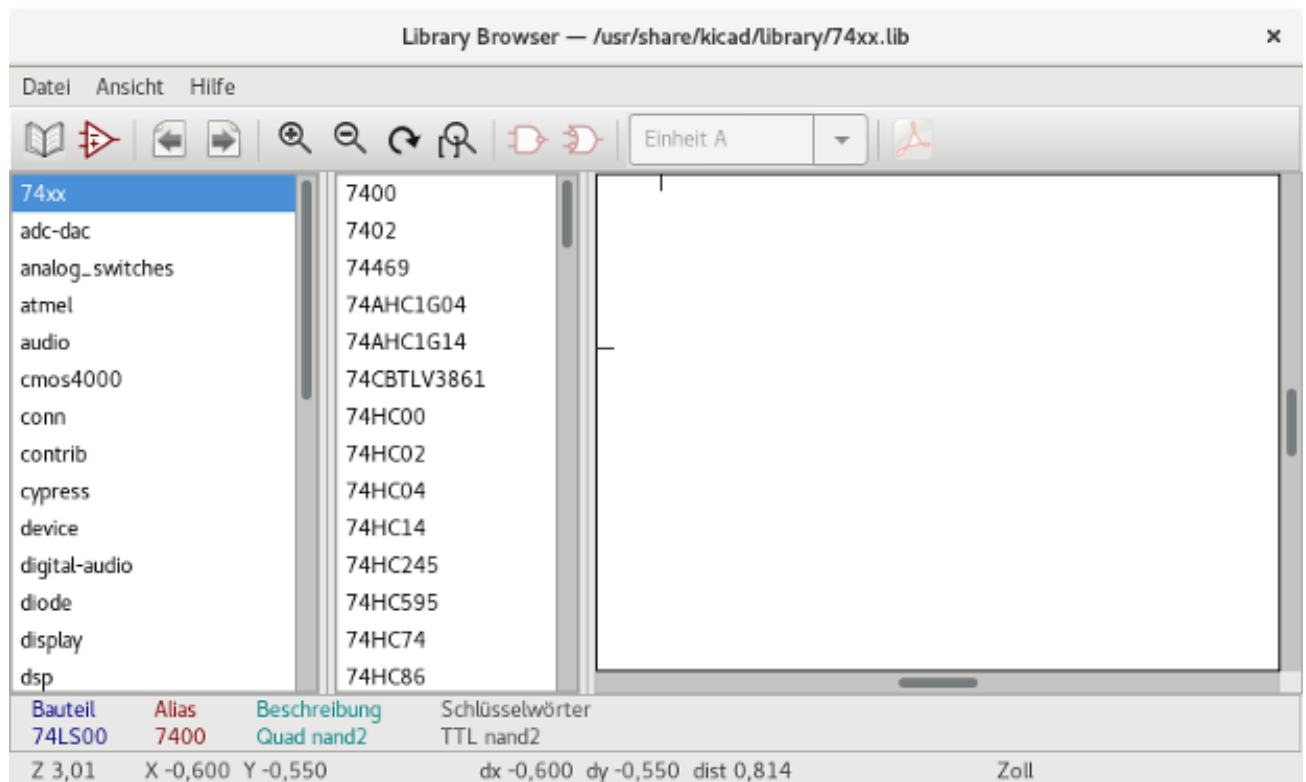 Library Browser — /usr/share/kicad/library/74xx.lib
Datei Ansicht Hilfe
Einheit A
74xx
adc-dac
analog_switches
atmel
audio
cmos4000
conn
contrib
cypress
device
digital-audio
diode
display
dsp
7400
7402
74469
74AHC1G04
74AHC1G14
74CBTLV3861
74HC00
74HC02
74HC04
74HC14
74HC245
74HC595
74HC74
74HC86
Bauteil Alias Beschreibung Schlüsselwörter
74LS00 7400 Quad nand2 TTL nand2
Z 3,01 X -0,600 Y -0,550 dx -0,600 dy -0,550 dist 0,814 Zoll